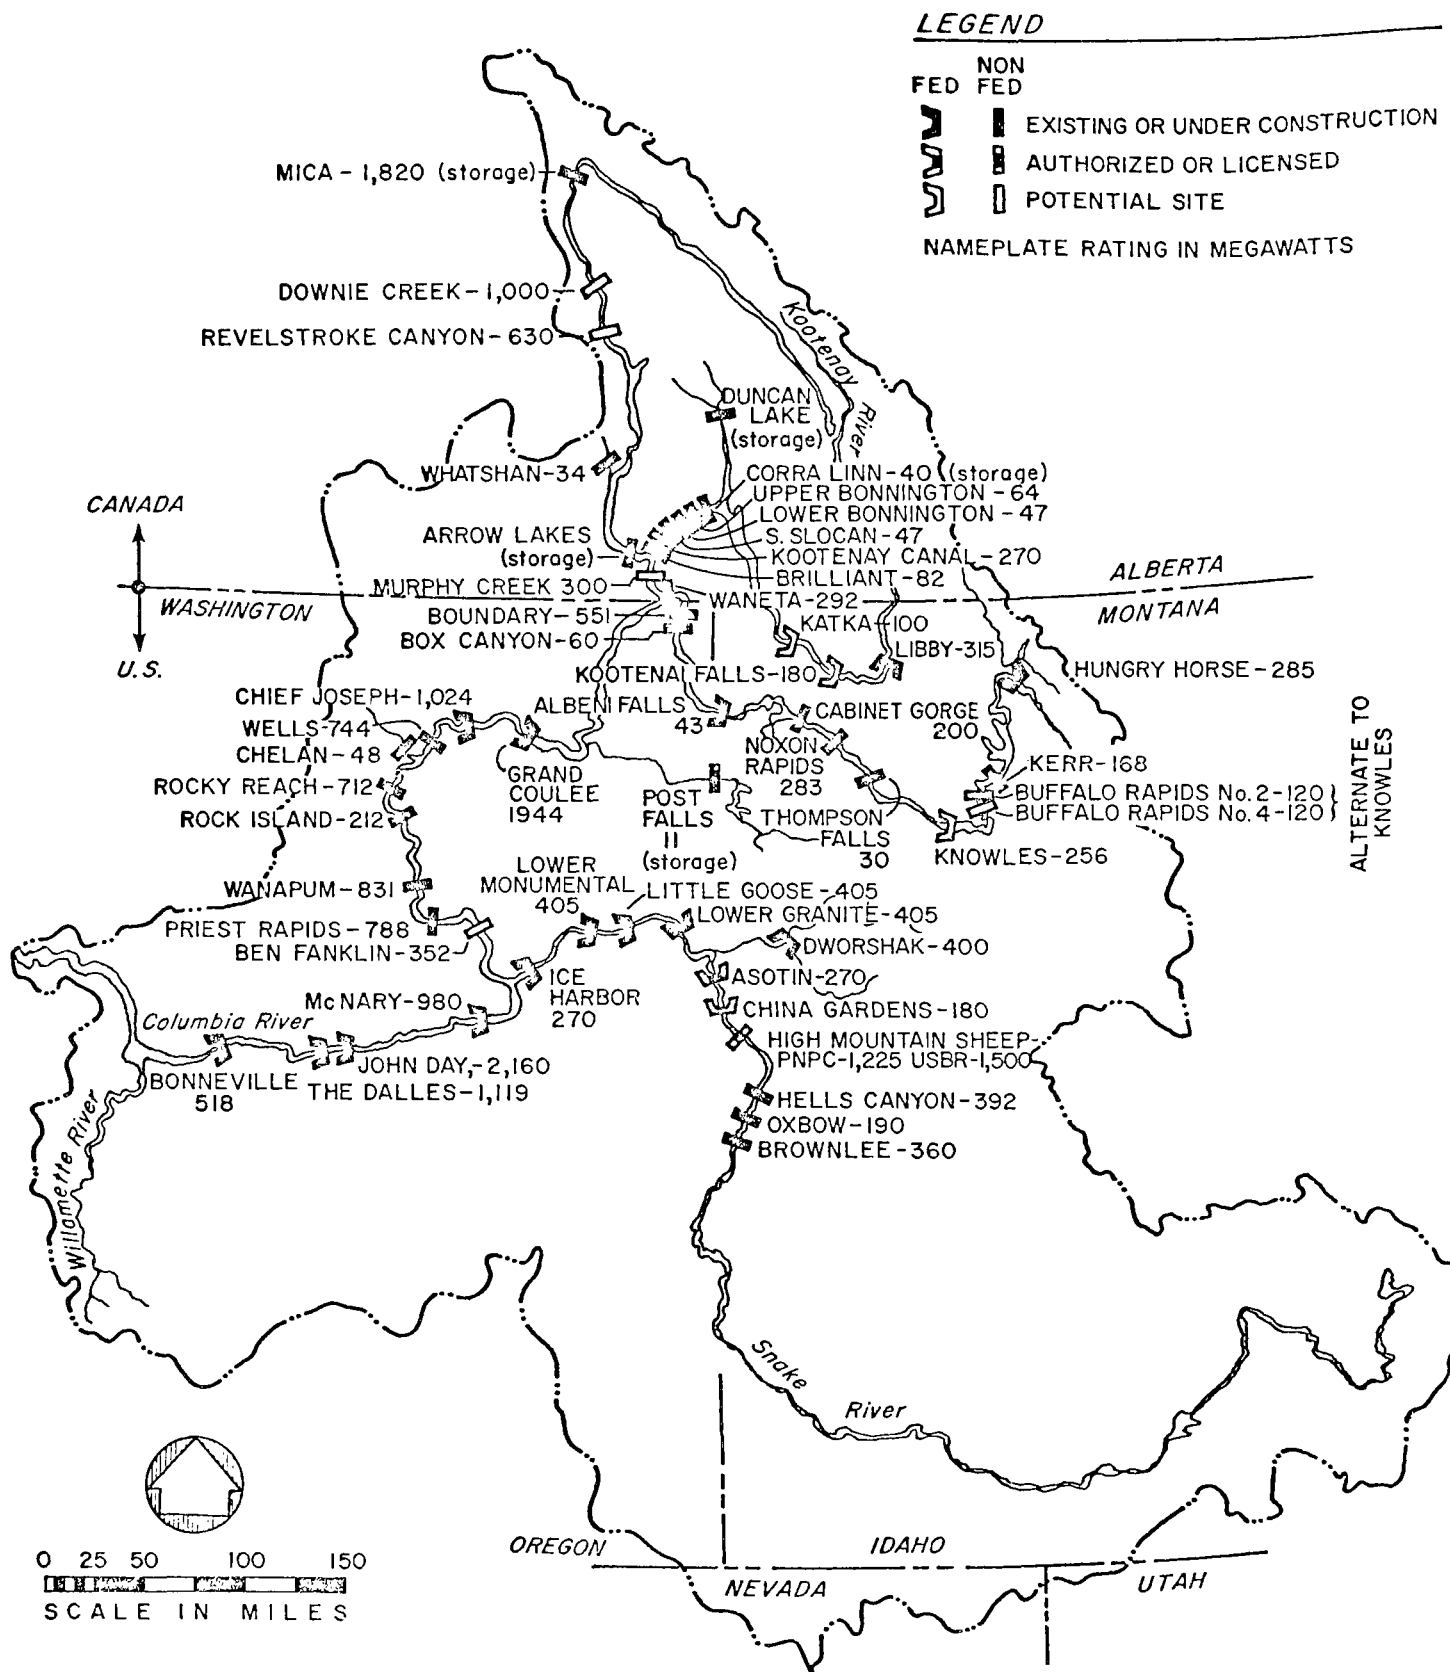 LEGEND
FED NON FED
EXISTING OR UNDER CONSTRUCTION
AUTHORIZED OR LICENSED
POTENTIAL SITE
NAMEPLATE RATING IN MEGAWATTS
MICA - 1,820 (storage)
DOWNIE CREEK - 1,000
REVELSTROKE CANYON - 630
Kootenay River
DUNCAN
LAKE
(storage)
WHATSHAN-34
CORRA LINN-40 (storage)
UPPER BONNINGTON - 64
LOWER BONNINGTON - 47
S. SLOCAN-47
KOOTENAY CANAL-270
BRILLIANT-82
ARROW LAKES
(storage)
CANADA
U.S.
MURPHY CREEK 300
WASHINGTON
ALBERTA
MONTANA
WANETA-292
BOUNDARY-551
BOX CANYON-60
KATKA-100
LIBBY-315
KOOTENAI FALLS-180
HUNGRY HORSE-285
CHIEF JOSEPH-1,024
WELLS-744
CHELAN-48
ALBENI FALLS
43
CABINET GORGE
200
NOXON
RAPIDS
283
GRAND
COULEE
1944
POST
FALLS
11
(storage)
THOMPSON
FALLS
30
KERR-168
BUFFALO RAPIDS No. 2-120
BUFFALO RAPIDS No. 4-120
ALTERNATE TO
KNOWLES
KNOWLES-256
ROCKY REACH-712
ROCK ISLAND-212
WANAPUM-831
PRIEST RAPIDS-788
BEN FANKLIN-352
LOWER
MONUMENTAL
405
LITTLE GOOSE-405
LOWER GRANITE-405
DWORSHAK-400
ASOTIN-270
CHINA GARDENS-180
HIGH MOUNTAIN SHEEP-
PNPC-1,225 USBR-1,500
ICE
HARBOR
270
McNARY-980
Columbia River
JOHN DAY,-2,160
THE DALLES-1,119
BONNEVILLE
518
HELLS CANYON-392
OXBOW-190
BROWNLEE-360
Willamette River
Snake River
OREGON
IDAHO
NEVADA
UTAH
0 25 50 100 150
SCALE IN MILES